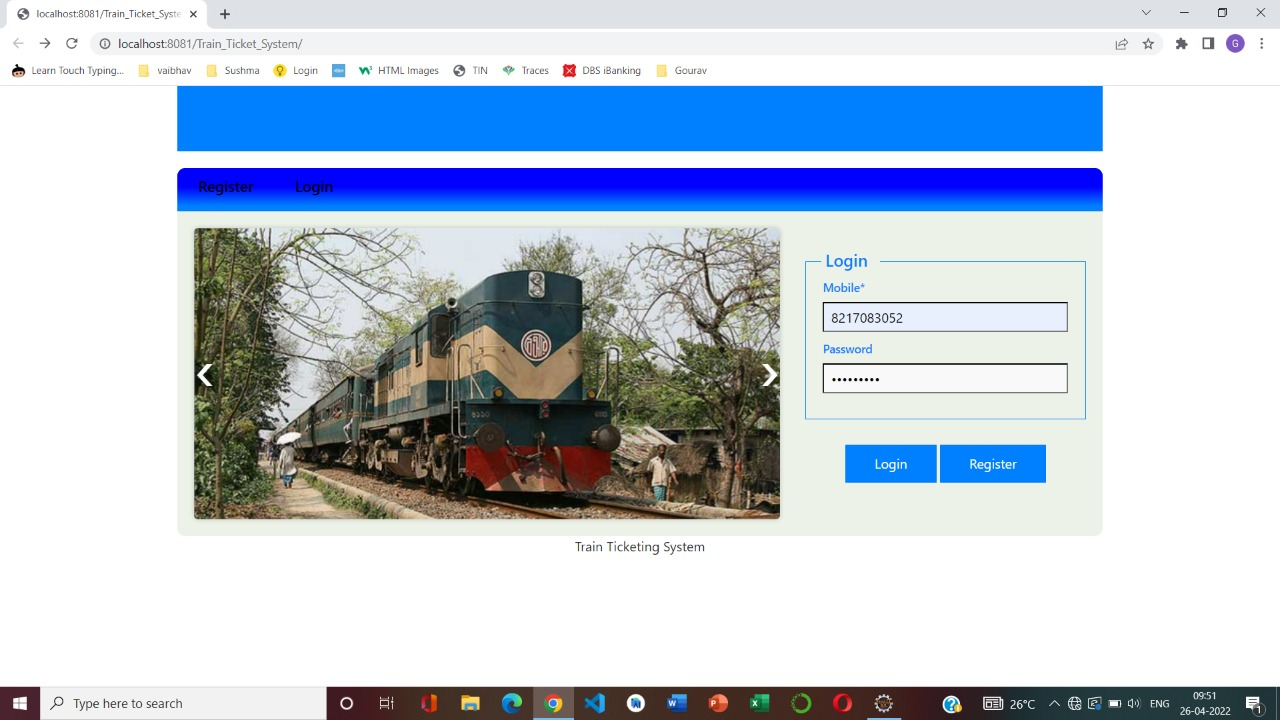 localhost:8081/Train_Ticket_Syste
localhost:8081/Train_Ticket_System/
G
Learn Touch Typing...
vaibhav
Sushma
Login
HTML Images
TIN
Traces
DBS iBanking
Gourav
Register
Login
Login
Mobile*
8217083052
Password
•••••••••
Login
Register
Train Ticketing System
Type here to search
26°C
ENG
09:51
26-04-2022
1